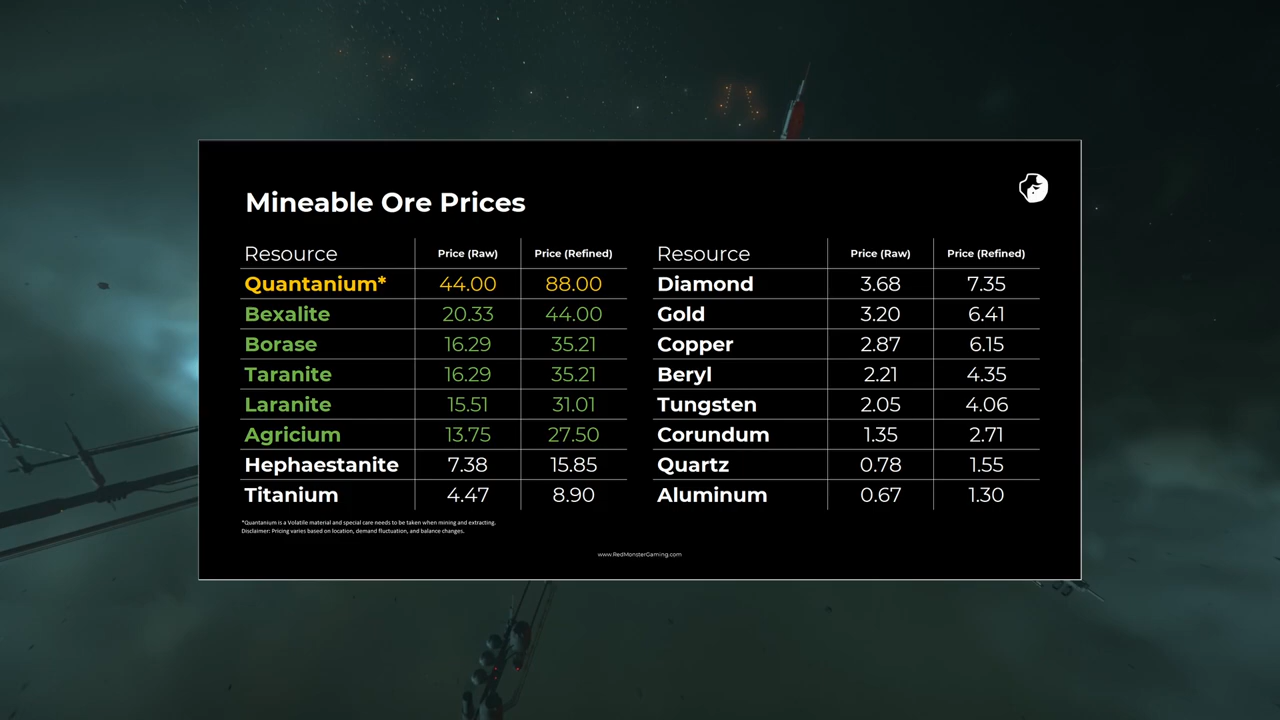 Mineable Ore Prices
Resource Price (Raw) Price (Refined) Resource Price (Raw) Price (Refined)
Quantanium* 44.00 88.00 Diamond 3.68 7.35
Bexalite 20.33 44.00 Gold 3.20 6.41
Borase 16.29 35.21 Copper 2.87 6.15
Taranite 16.29 35.21 Beryl 2.21 4.35
Laranite 15.51 31.01 Tungsten 2.05 4.06
Agricium 13.75 27.50 Corundum 1.35 2.71
Hephaestanite 7.38 15.85 Quartz 0.78 1.55
Titanium 4.47 8.90 Aluminum 0.67 1.30
*Quantanium is a Volatile material and special care needs to be taken when mining and extracting.
Disclaimer: Pricing varies based on location, demand fluctuation, and balance changes.
www.RedMonsterGaming.com